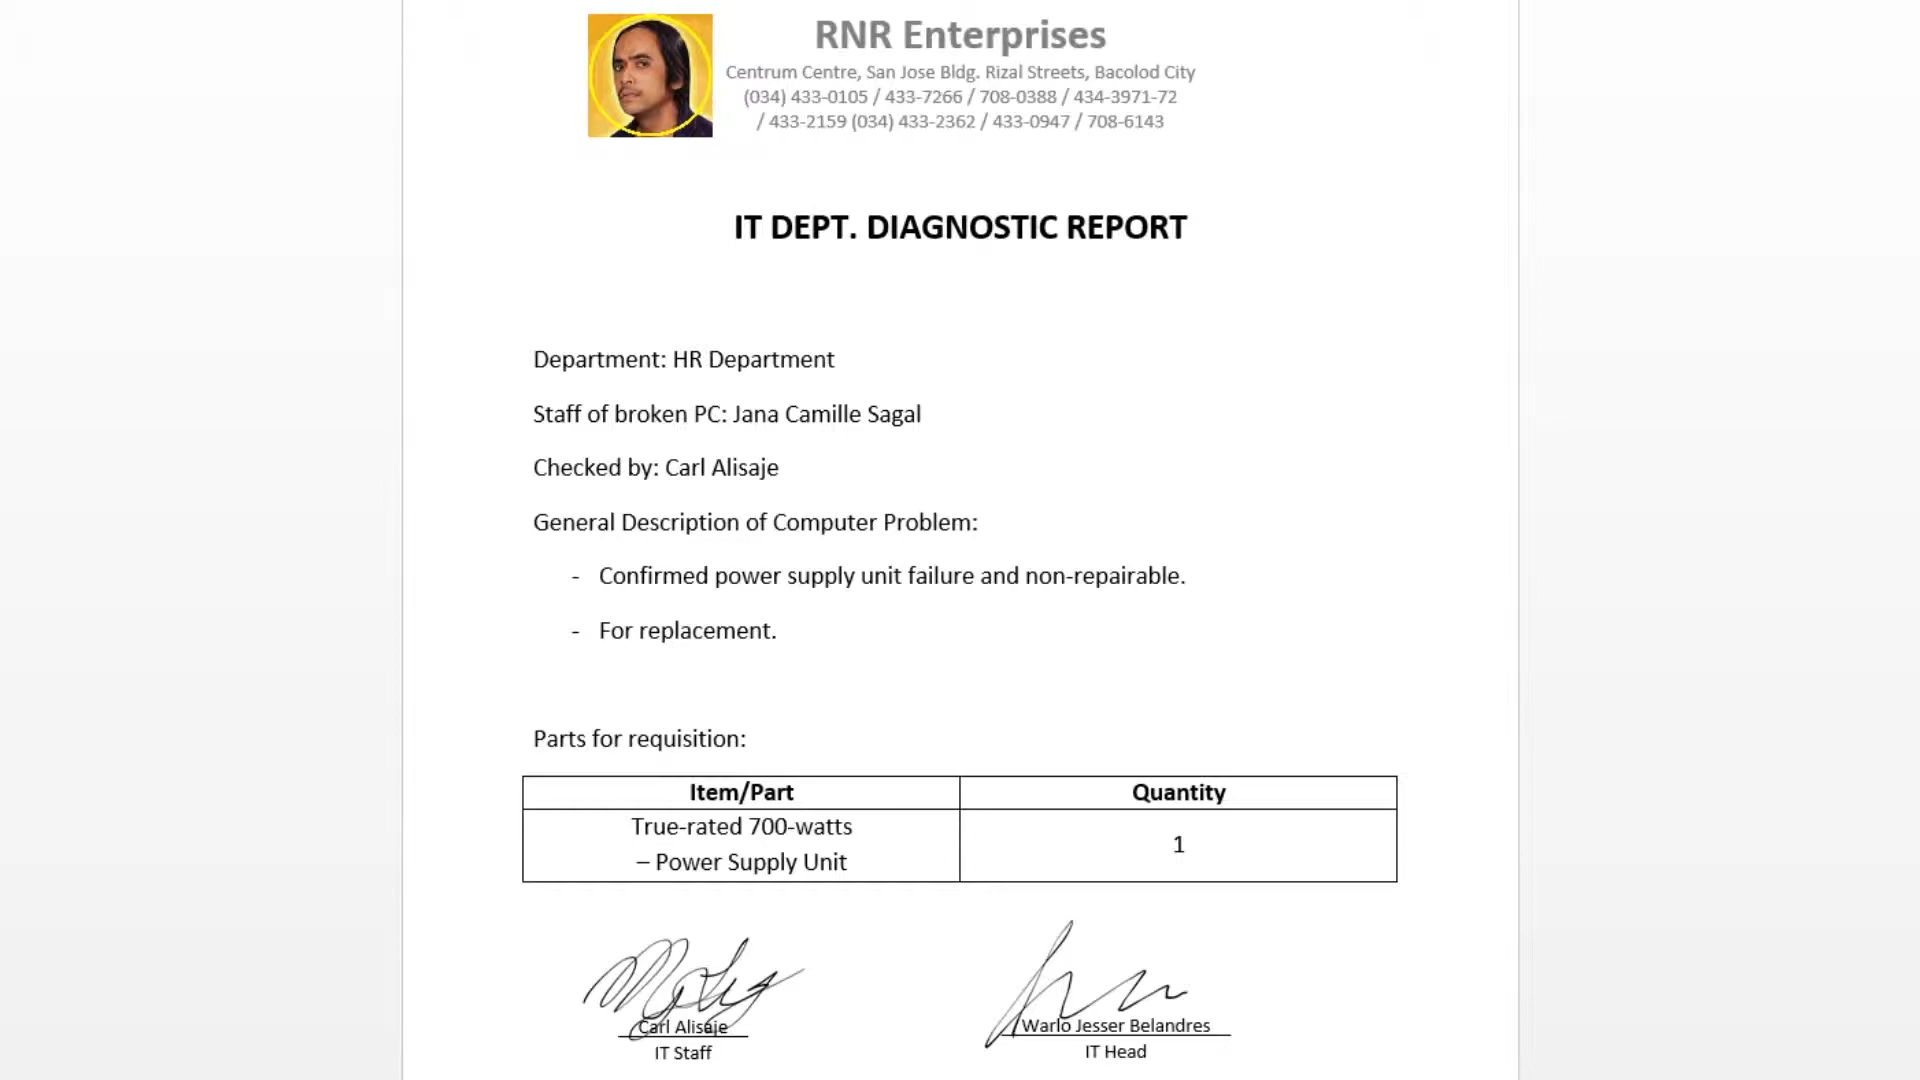 RNR Enterprises
Centrum Centre, San Jose Bldg. Rizal Streets, Bacolod City
(034) 433-0105 / 433-7266 / 708-0388 / 434-3971-72
/ 433-2159 (034) 433-2362 / 433-0947 / 708-6143
IT DEPT. DIAGNOSTIC REPORT
Department: HR Department
Staff of broken PC: Jana Camille Sagal
Checked by: Carl Alisaje
General Description of Computer Problem:
- Confirmed power supply unit failure and non-repairable.
- For replacement.
Parts for requisition:
Item/Part Quantity
True-rated 700-watts
– Power Supply Unit 1
Carl Alisaje Warlo Jesser Belandres
IT Staff IT Head